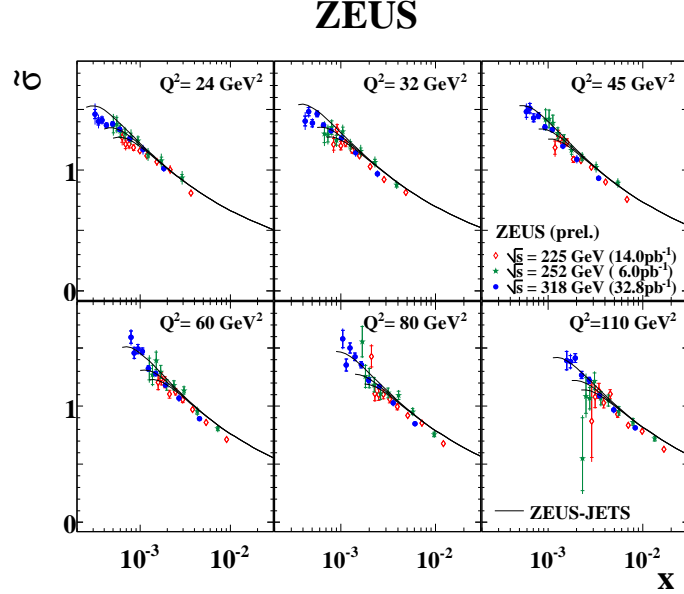 ZEUS
σ̃
Q² = 24 GeV²
Q² = 32 GeV²
Q² = 45 GeV²
1
0
ZEUS (prel.)
√s = 225 GeV (14.0pb⁻¹)
√s = 252 GeV ( 6.0pb⁻¹)
√s = 318 GeV (32.8pb⁻¹)
Q² = 60 GeV²
Q² = 80 GeV²
Q² =110 GeV²
1
0
ZEUS-JETS
10⁻³ 10⁻² 10⁻³ 10⁻² 10⁻³ 10⁻²
x